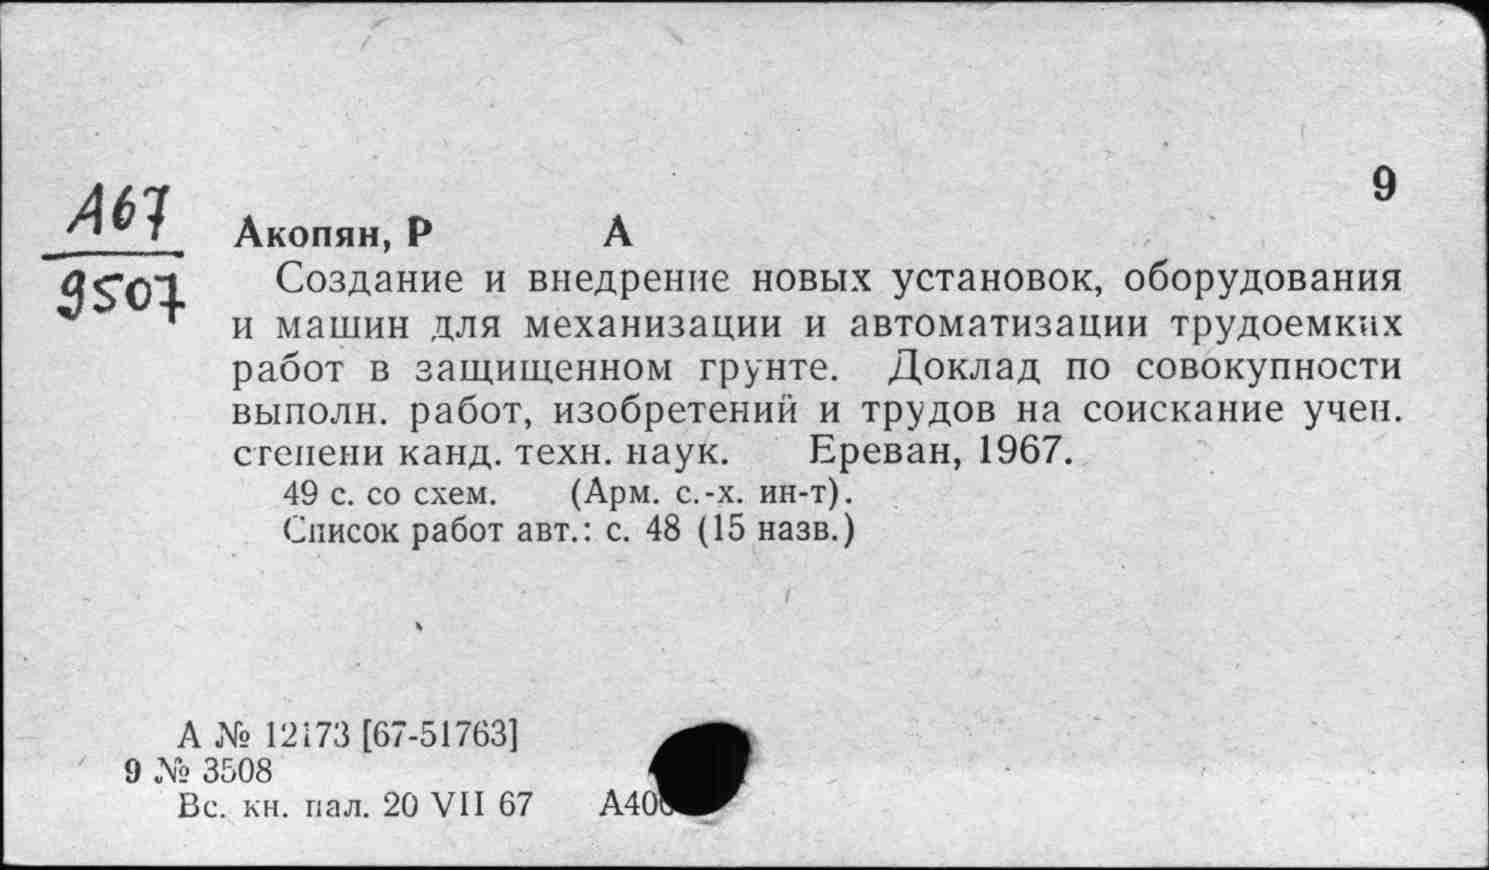 9
А67
9507
Акопян, Р А
Создание и внедрение новых установок, оборудования
и машин для механизации и автоматизации трудоемких
работ в защищенном грунте. Доклад по совокупности
выполн. работ, изобретений и трудов на соискание учен.
степени канд. техн. наук. Ереван, 1967.
49 с. со схем. (Арм. с.-х. ин-т).
Список работ авт.: с. 48 (15 назв.)
А № 12173 [67-51763]
9 № 3508
Вс. кн. пал. 20 VII 67